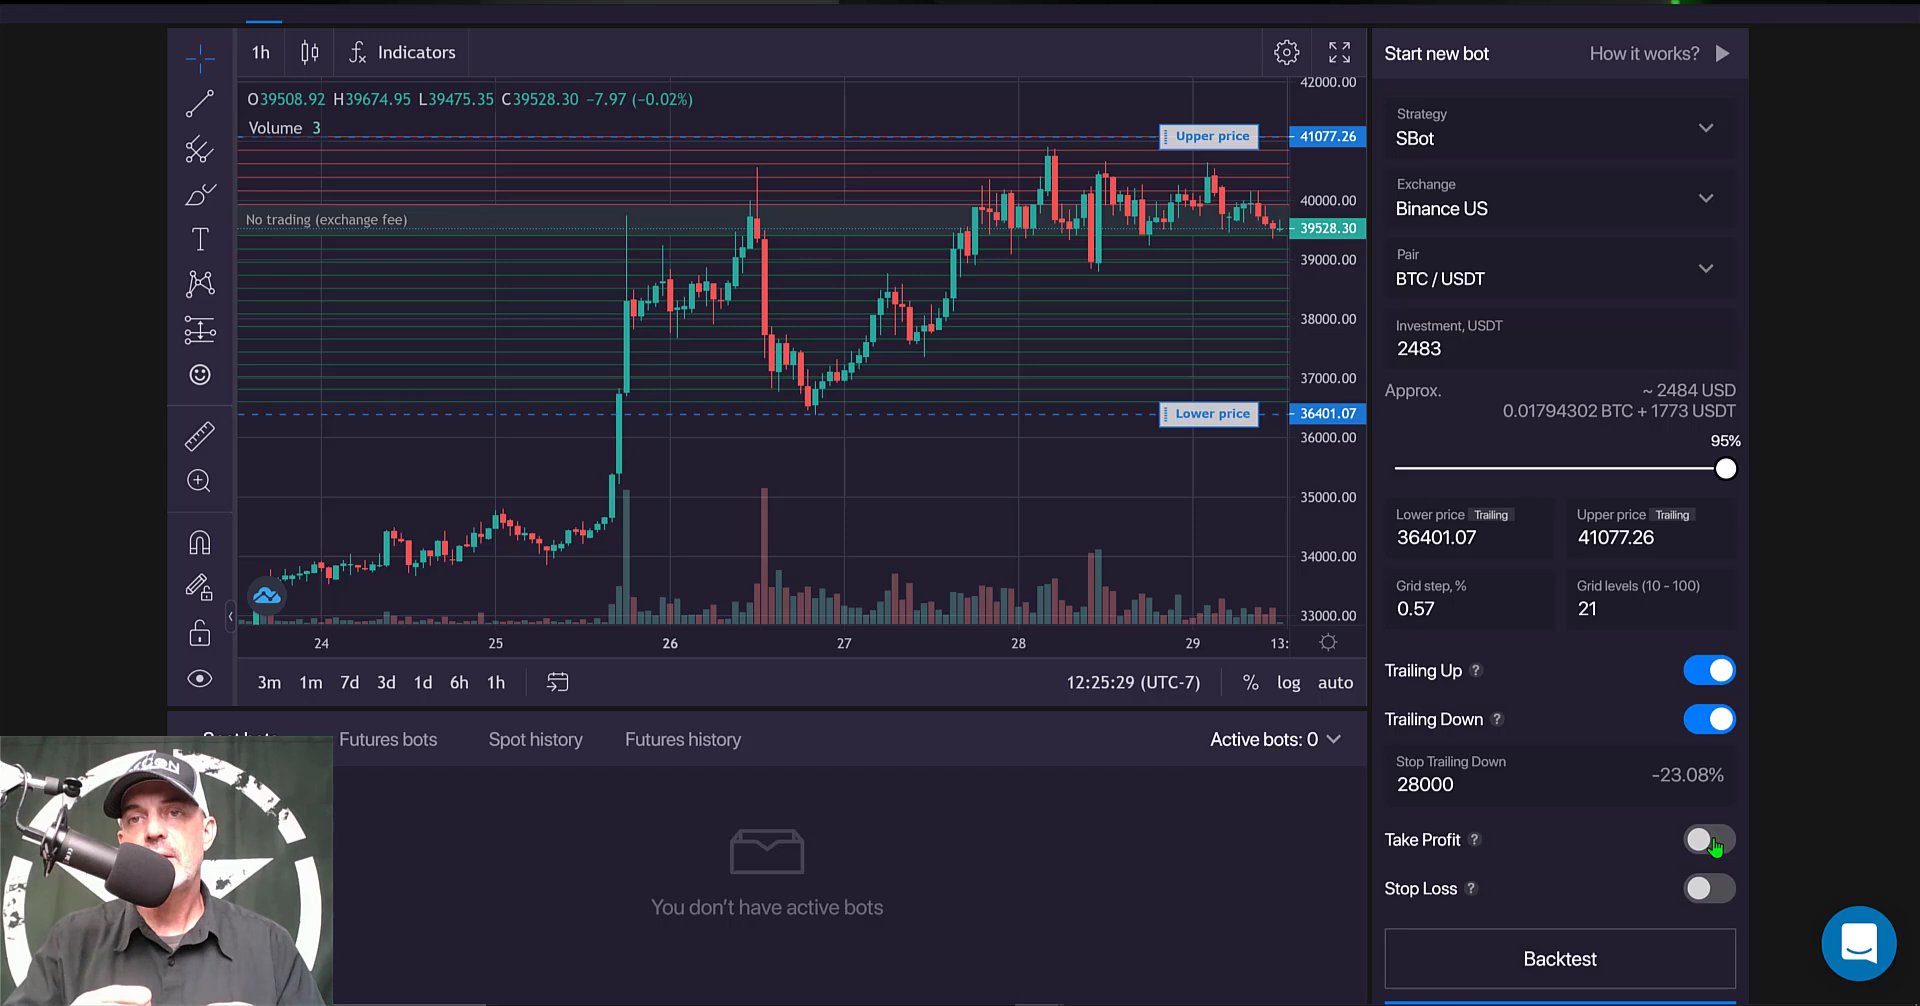 1h
Indicators
O39508.92 H39674.95 L39475.35 C39528.30 −7.97 (−0.02%)
Volume 3
Upper price
Lower price
No trading (exchange fee)
42000.00
41077.26
40000.00
39528.30
39000.00
38000.00
37000.00
36401.07
36000.00
35000.00
34000.00
33000.00
24 25 26 27 28 29 13:
3m 1m 7d 3d 1d 6h 1h
12:25:29 (UTC-7) % log auto
Futures bots Spot history Futures history Active bots: 0
You don't have active bots
Start new bot How it works?
Strategy
SBot
Exchange
Binance US
Pair
BTC / USDT
Investment, USDT
2483
Approx. ~ 2484 USD
0.01794302 BTC + 1773 USDT
95%
Lower price Trailing
36401.07
Upper price Trailing
41077.26
Grid step, %
0.57
Grid levels (10 - 100)
21
Trailing Up ?
Trailing Down ?
Stop Trailing Down
28000 -23.08%
Take Profit ?
Stop Loss ?
Backtest